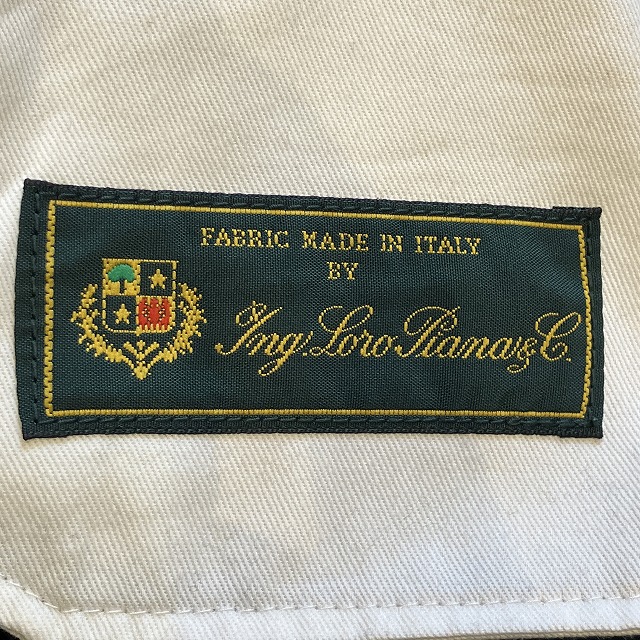 FABRIC MADE IN ITALY
BY
Ing. Loro Piana & C.